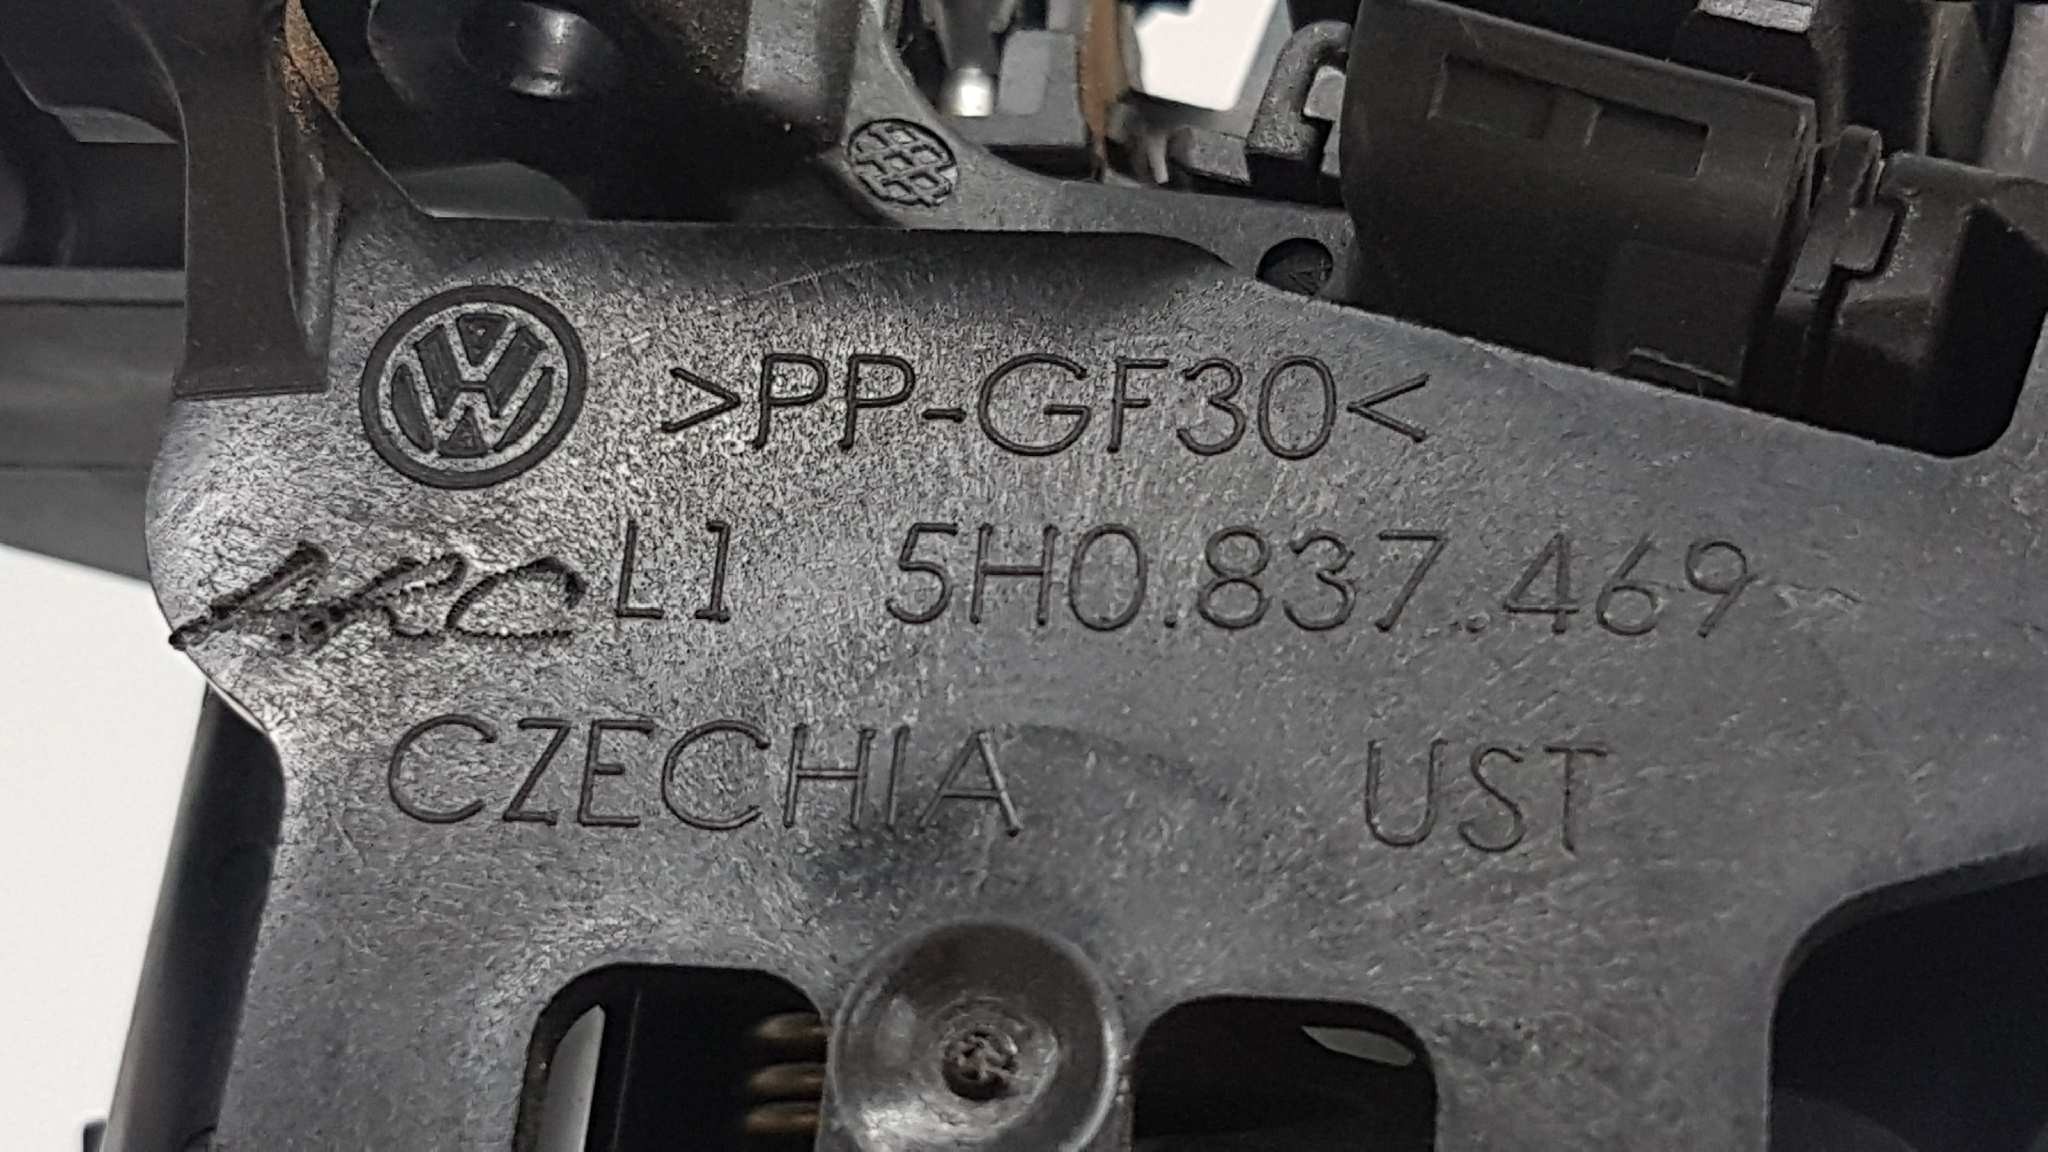 >PP-GF30<
L1 5H0.837.469
CZECHIA UST